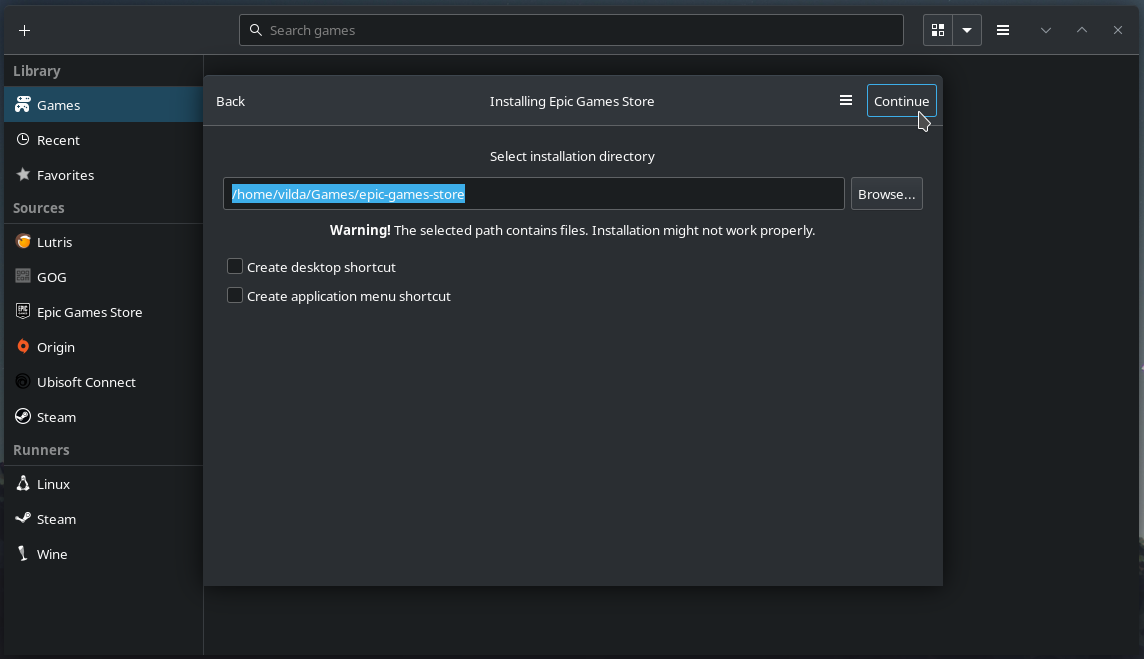 Search games
Library
Games
Recent
Favorites
Sources
Lutris
GOG
Epic Games Store
Origin
Ubisoft Connect
Steam
Runners
Linux
Steam
Wine
Back
Installing Epic Games Store
Continue
Select installation directory
/home/vilda/Games/epic-games-store
Browse...
Warning! The selected path contains files. Installation might not work properly.
Create desktop shortcut
Create application menu shortcut